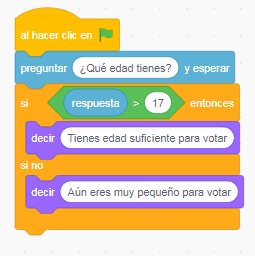 al hacer clic en
preguntar ¿Qué edad tienes? y esperar
si respuesta > 17 entonces
decir Tienes edad suficiente para votar
si no
decir Aún eres muy pequeño para votar